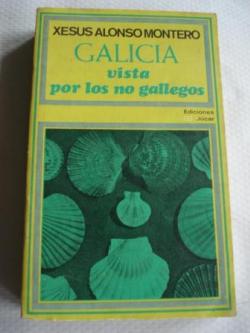 XESUS ALONSO MONTERO
GALICIA
vista
por los no gallegos
Ediciones
Júcar